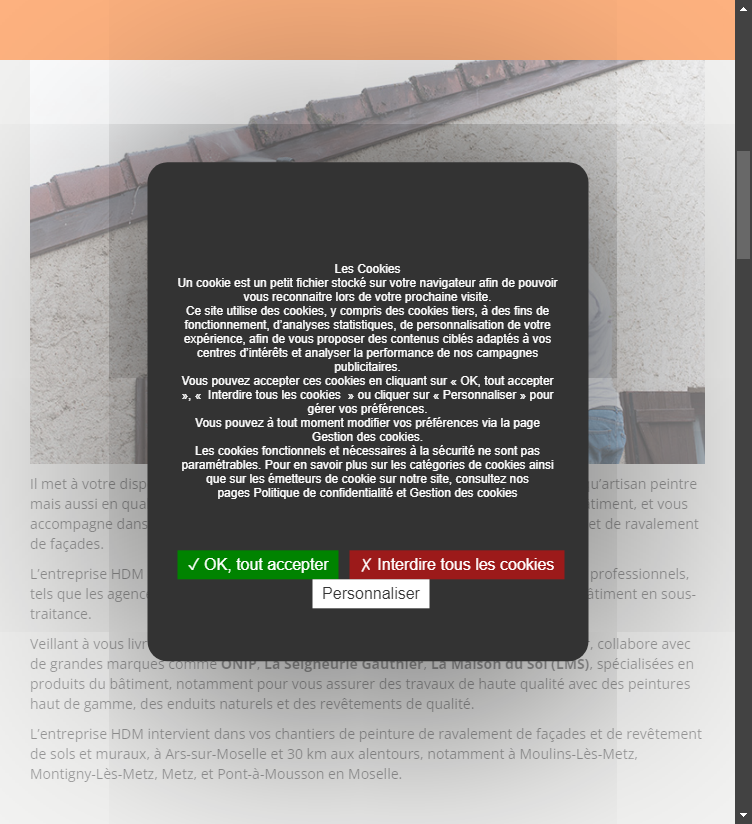 Les Cookies
Un cookie est un petit fichier stocké sur votre navigateur afin de pouvoir
vous reconnaitre lors de votre prochaine visite.
Ce site utilise des cookies, y compris des cookies tiers, à des fins de
fonctionnement, d’analyses statistiques, de personnalisation de votre
expérience, afin de vous proposer des contenus ciblés adaptés à vos
centres d’intérêts et analyser la performance de nos campagnes
publicitaires.
Vous pouvez accepter ces cookies en cliquant sur « OK, tout accepter
», « Interdire tous les cookies » ou cliquer sur « Personnaliser » pour
gérer vos préférences.
Vous pouvez à tout moment modifier vos préférences via la page
Gestion des cookies.
Les cookies fonctionnels et nécessaires à la sécurité ne sont pas
paramétrables. Pour en savoir plus sur les catégories de cookies ainsi
que sur les émetteurs de cookie sur notre site, consultez nos
pages Politique de confidentialité et Gestion des cookies
✓ OK, tout accepter ✗ Interdire tous les cookies
Personnaliser
Il met à votre qu’artisan peintre
mais aussi en et vous
accompagne et de ravalement
de façades.
L’entreprise HDM professionnels,
tels que les bâtiment en sous-
traitance.
Veillant à vous collabore avec
de grandes marques comme ONIP, La Seigneurie Gauthier, La Maison du Sol (LMS), spécialisées en
produits du bâtiment, notamment pour vous assurer des travaux de haute qualité avec des peintures
haut de gamme, des enduits naturels et des revêtements de qualité.
L’entreprise HDM intervient dans vos chantiers de peinture de ravalement de façades et de revêtement
de sols et muraux, à Ars-sur-Moselle et 30 km aux alentours, notamment à Moulins-Lès-Metz,
Montigny-Lès-Metz, Metz, et Pont-à-Mousson en Moselle.